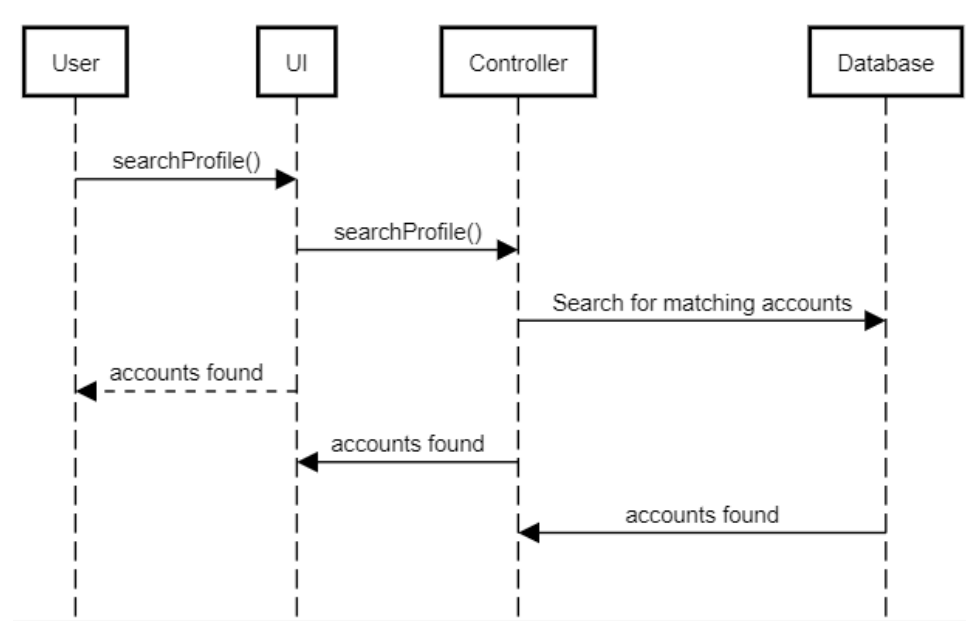 User
UI
Controller
Database
searchProfile()
searchProfile()
Search for matching accounts
accounts found
accounts found
accounts found